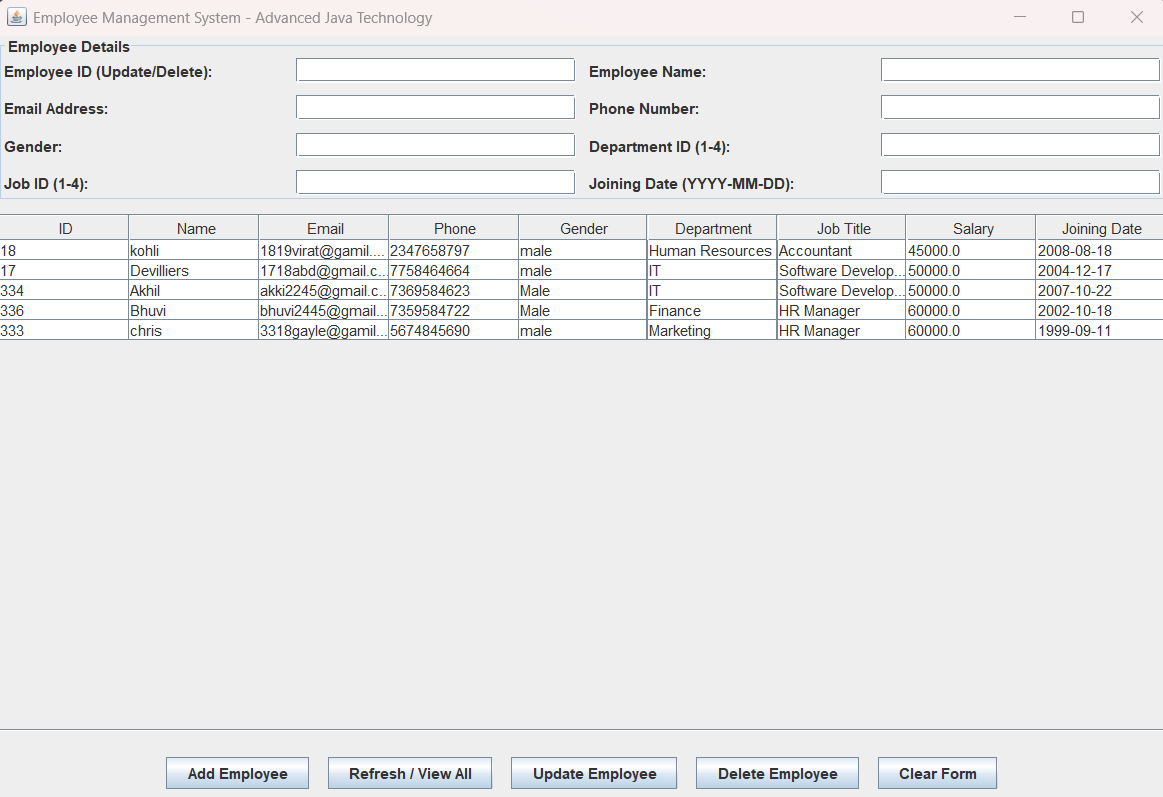 Employee Management System - Advanced Java Technology
Employee Details
Employee ID (Update/Delete): Employee Name:
Email Address: Phone Number:
Gender: Department ID (1-4):
Job ID (1-4): Joining Date (YYYY-MM-DD):
ID Name Email Phone Gender Department Job Title Salary Joining Date
18 kohli 1819virat@gamil.... 2347658797 male Human Resources Accountant 45000.0 2008-08-18
17 Devilliers 1718abd@gmail.c... 7758464664 male IT Software Develop... 50000.0 2004-12-17
334 Akhil akki2245@gmail.c... 7369584623 Male IT Software Develop... 50000.0 2007-10-22
336 Bhuvi bhuvi2445@gmail... 7359584722 Male Finance HR Manager 60000.0 2002-10-18
333 chris 3318gayle@gamil... 5674845690 male Marketing HR Manager 60000.0 1999-09-11
Add Employee Refresh / View All Update Employee Delete Employee Clear Form